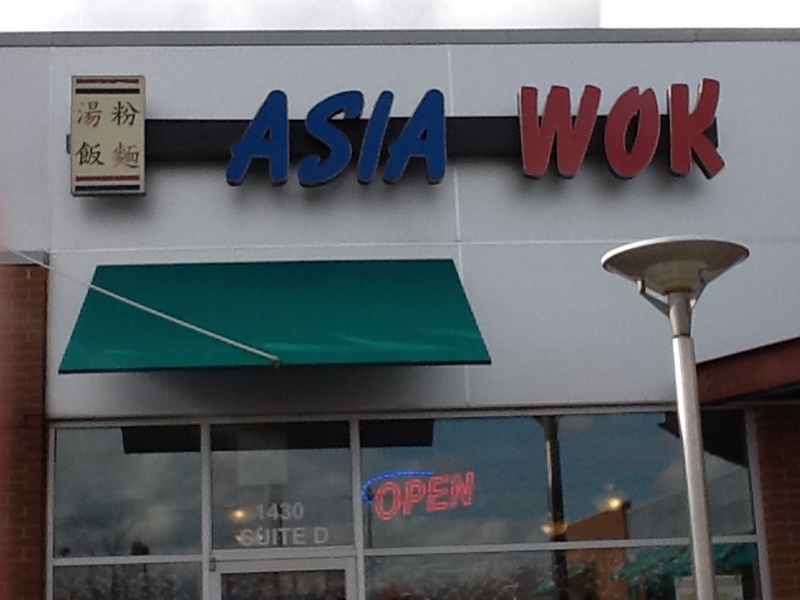 湯 粉
飯 麵
ASIA WOK
OPEN
1430
SUITE D